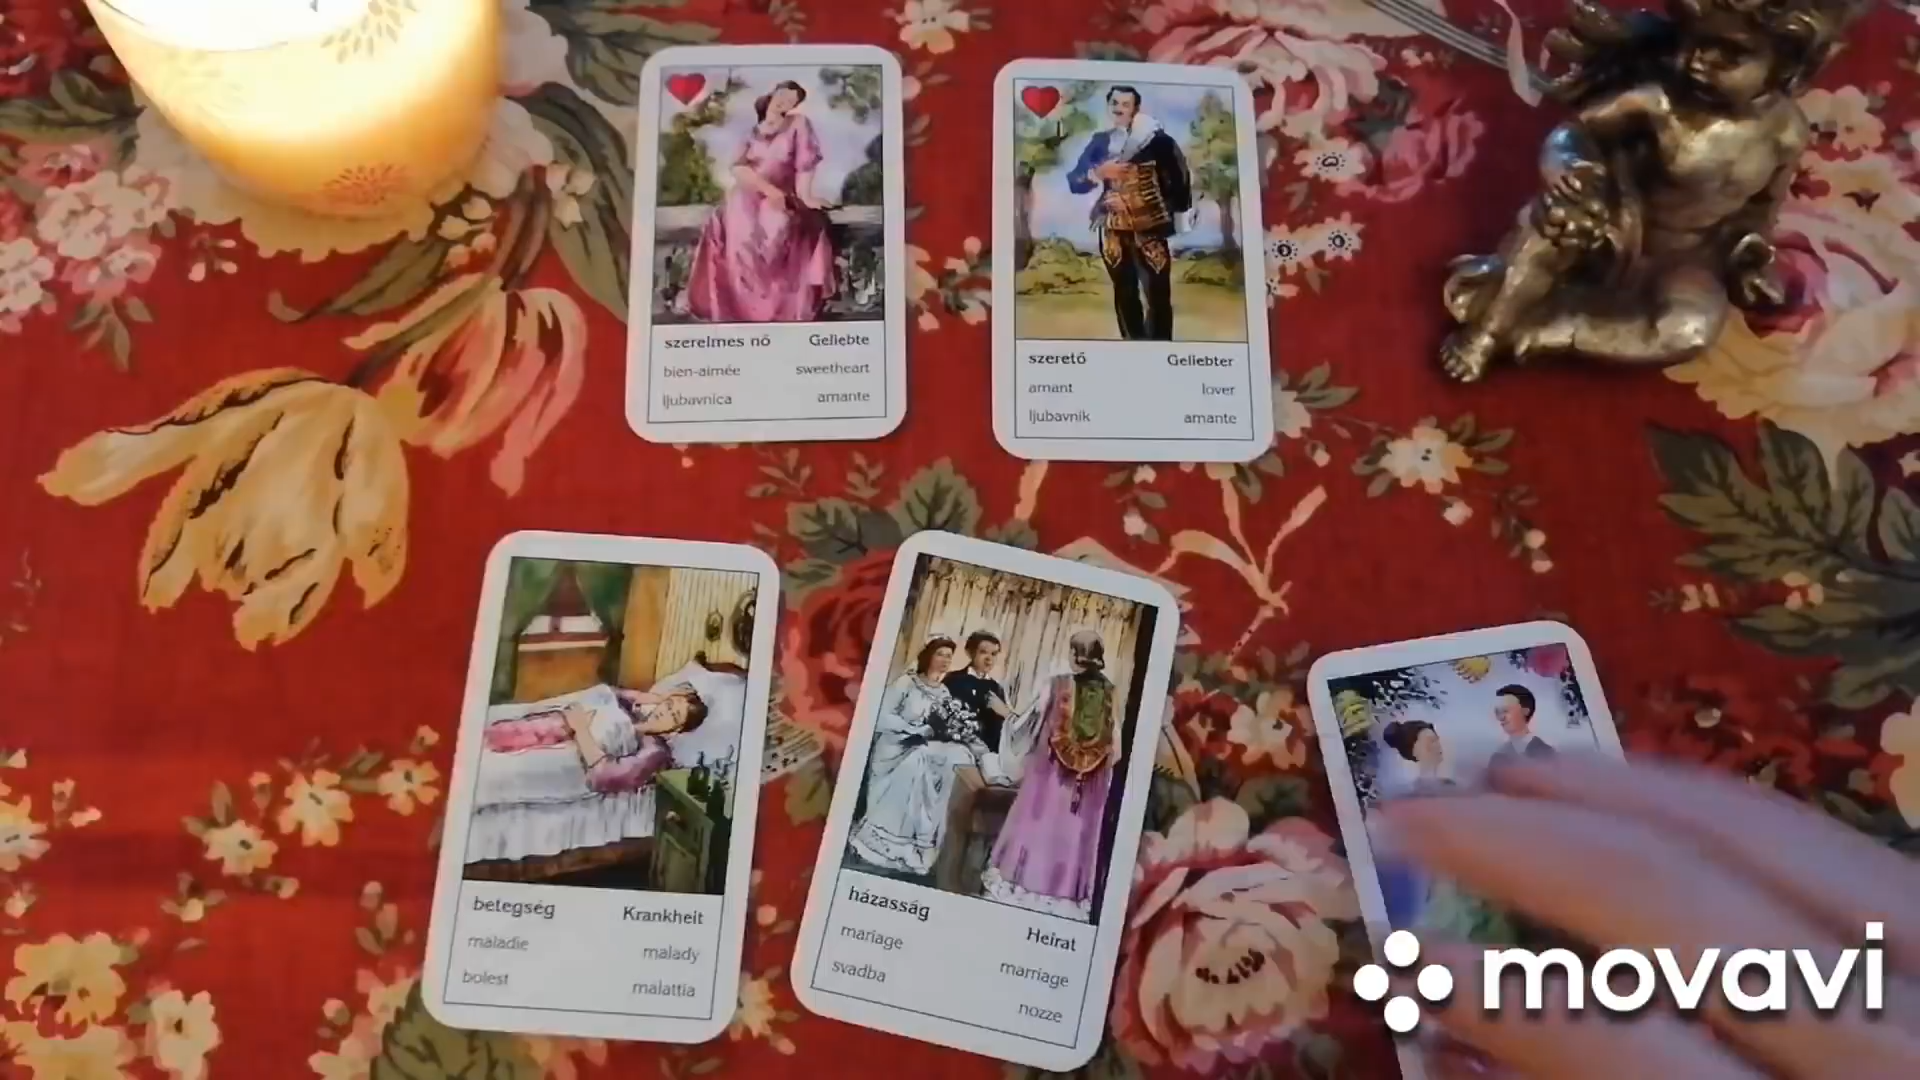 szerelmes nő Geliebte
bien-aimée sweetheart
ljubavnica amante
szerető Geliebter
amant lover
ljubavnik amante
betegség Krankheit
maladie malady
bolest malattia
házasság Heirat
mariage marriage
svadba nozze
movavi